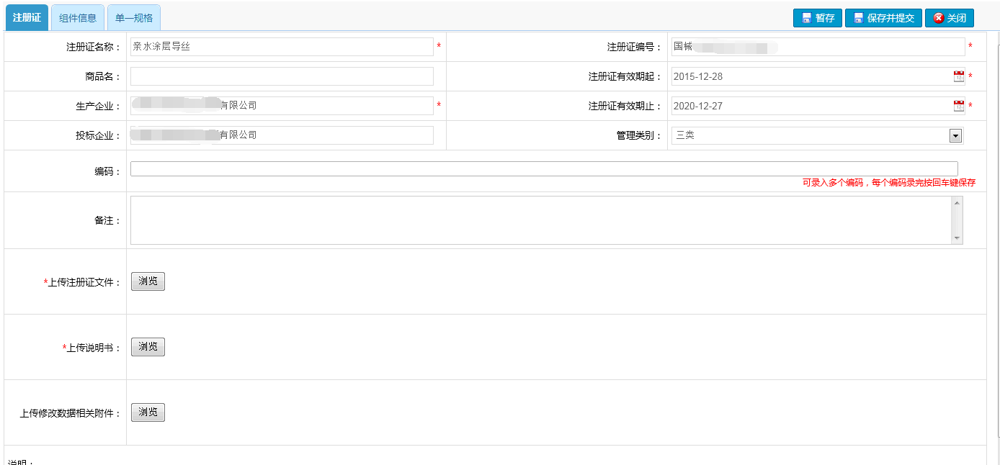 注册证 组件信息 单一规格 暂存 保存并提交 关闭
注册证名称： 亲水涂层导丝 * 注册证编号： 国械 *
商品名： 注册证有效期起： 2015-12-28 *
生产企业： 有限公司 * 注册证有效期止： 2020-12-27 *
投标企业： 有限公司 管理类别： 三类
编码：
可录入多个编码，每个编码录完按回车键保存
备注：
*上传注册证文件： 浏览
*上传说明书： 浏览
上传修改数据相关附件： 浏览
说明：